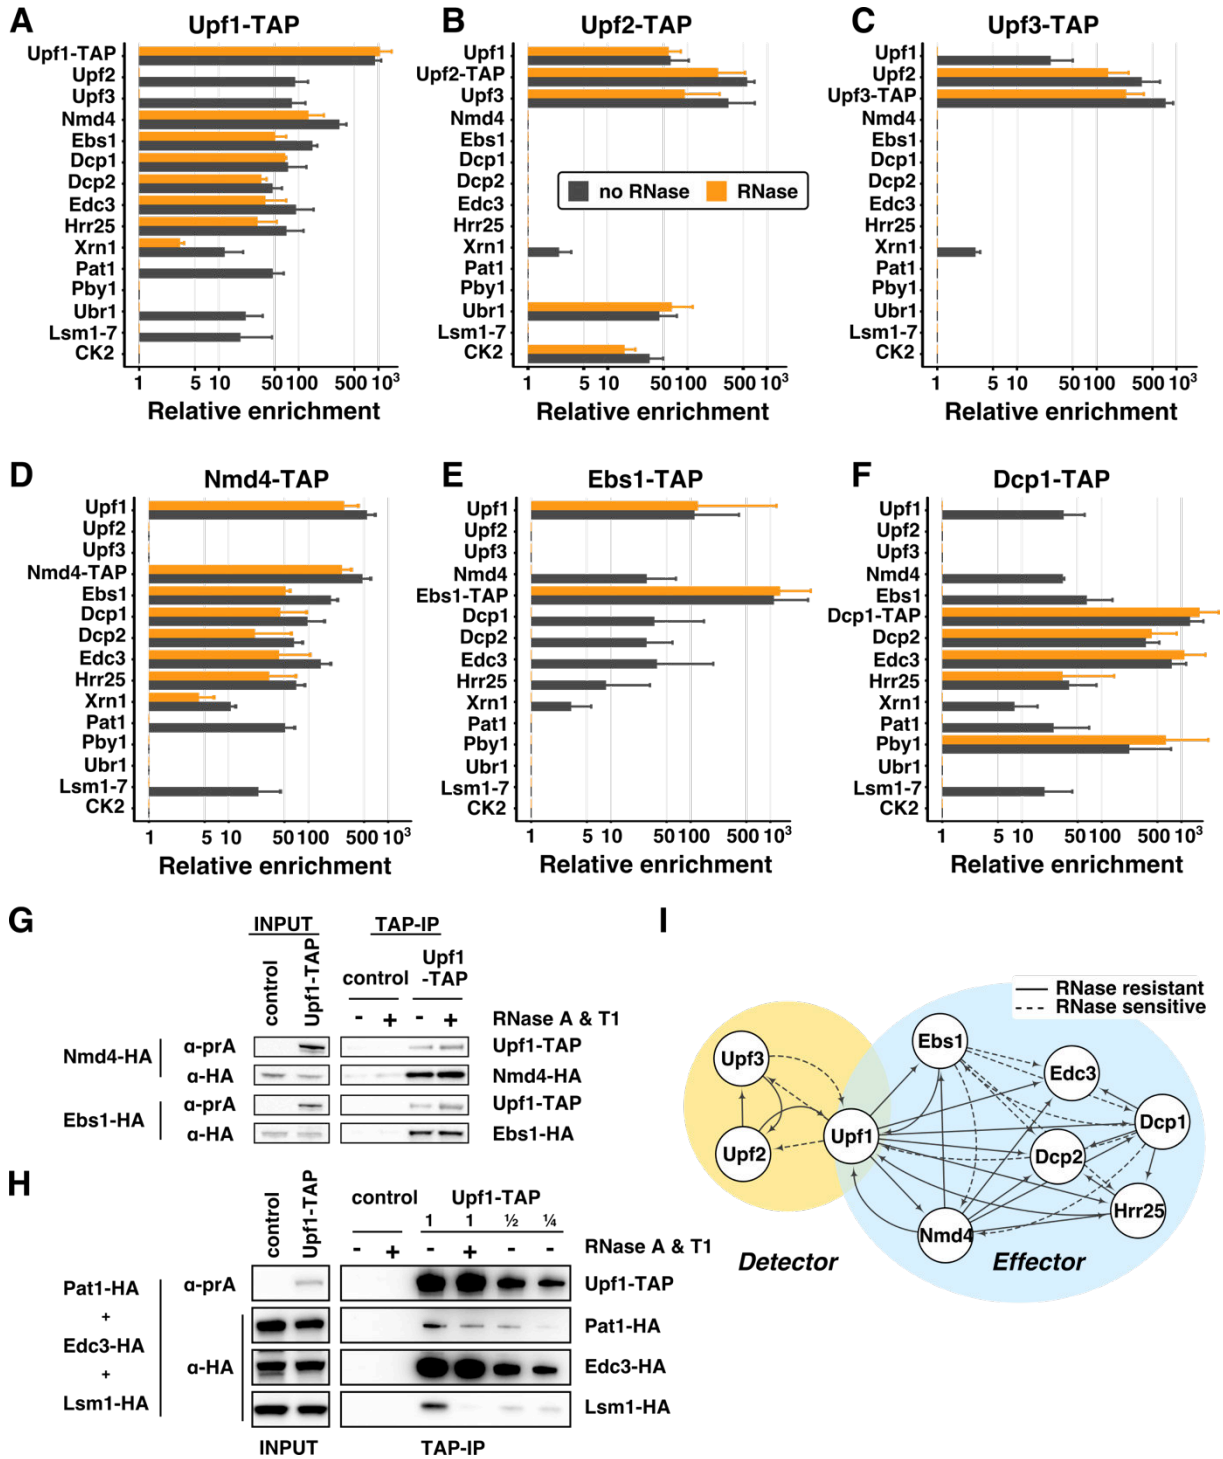 A
Upf1-TAP
Upf1-TAP
Upf2
Upf3
Nmd4
Ebs1
Dcp1
Dcp2
Edc3
Hrr25
Xrn1
Pat1
Pby1
Ubr1
Lsm1-7
CK2
1 5 10 50 100 500 10³
Relative enrichment
B
Upf2-TAP
Upf1
Upf2-TAP
Upf3
Nmd4
Ebs1
Dcp1
Dcp2
Edc3
Hrr25
Xrn1
Pat1
Pby1
Ubr1
Lsm1-7
CK2
no RNase RNase
1 5 10 50 100 500 10³
Relative enrichment
C
Upf3-TAP
Upf1
Upf2
Upf3-TAP
Nmd4
Ebs1
Dcp1
Dcp2
Edc3
Hrr25
Xrn1
Pat1
Pby1
Ubr1
Lsm1-7
CK2
1 5 10 50 100 500 10³
Relative enrichment
D
Nmd4-TAP
Upf1
Upf2
Upf3
Nmd4-TAP
Ebs1
Dcp1
Dcp2
Edc3
Hrr25
Xrn1
Pat1
Pby1
Ubr1
Lsm1-7
CK2
1 5 10 50 100 500 10³
Relative enrichment
E
Ebs1-TAP
Upf1
Upf2
Upf3
Nmd4
Ebs1-TAP
Dcp1
Dcp2
Edc3
Hrr25
Xrn1
Pat1
Pby1
Ubr1
Lsm1-7
CK2
1 5 10 50 100 500 10³
Relative enrichment
F
Dcp1-TAP
Upf1
Upf2
Upf3
Nmd4
Ebs1
Dcp1-TAP
Dcp2
Edc3
Hrr25
Xrn1
Pat1
Pby1
Ubr1
Lsm1-7
CK2
1 5 10 50 100 500 10³
Relative enrichment
G
INPUT TAP-IP
control Upf1-TAP control Upf1
-TAP
- + - + RNase A & T1
Nmd4-HA α-prA Upf1-TAP
α-HA Nmd4-HA
Ebs1-HA α-prA Upf1-TAP
α-HA Ebs1-HA
H
control Upf1-TAP control Upf1-TAP
1 1 ½ ¼
- + - + - - RNase A & T1
Pat1-HA α-prA Upf1-TAP
+ Pat1-HA
Edc3-HA α-HA Edc3-HA
+
Lsm1-HA Lsm1-HA
INPUT TAP-IP
I
RNase resistant
RNase sensitive
Ebs1
Upf3
Edc3
Dcp1
Upf1
Upf2
Dcp2
Hrr25
Nmd4
Detector Effector